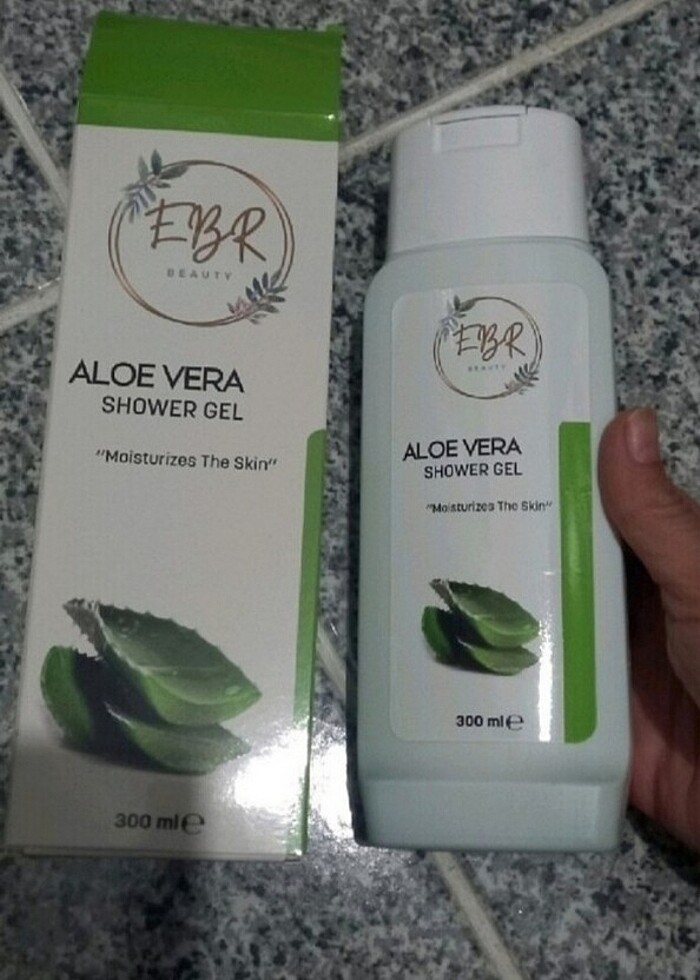 EBR
BEAUTY
ALOE VERA
SHOWER GEL
“Moisturizes The Skin”
300 ml ℮
EBR
BEAUTY
ALOE VERA
SHOWER GEL
“Moisturizes The Skin”
300 ml ℮